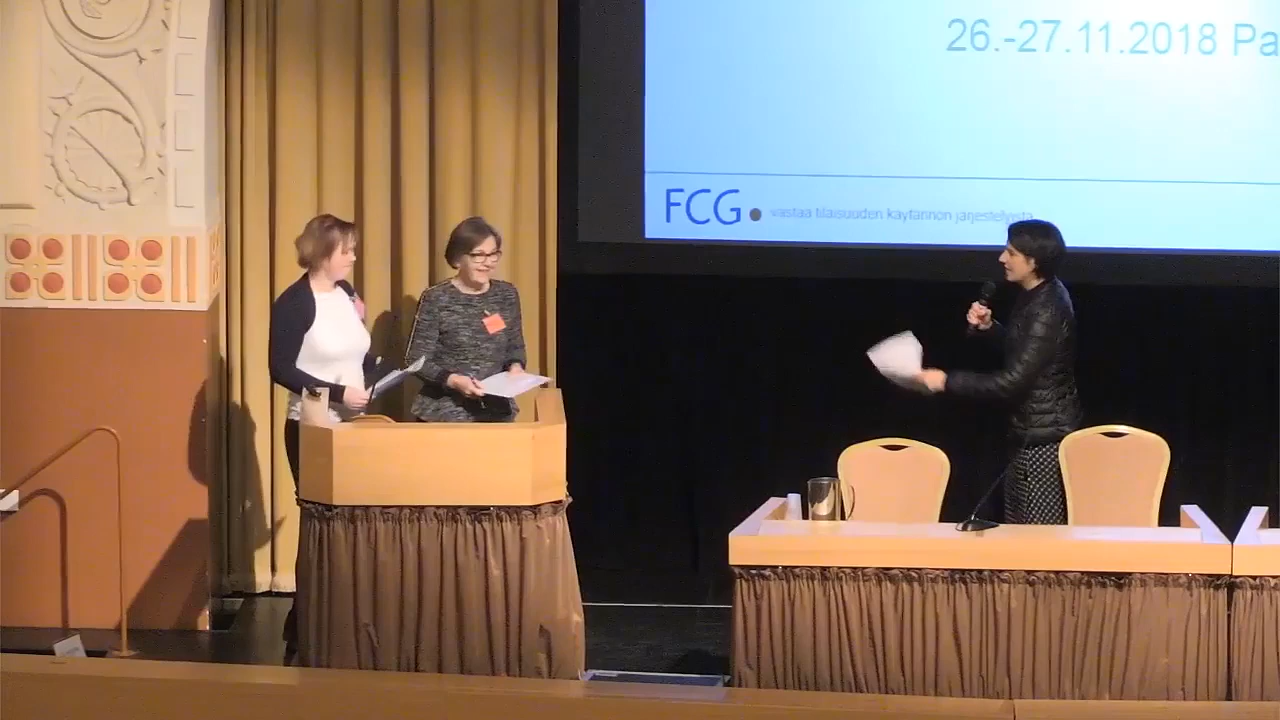 26.-27.11.2018 Pa
FCG. vastaa tilaisuuden käytännön järjestelyistä